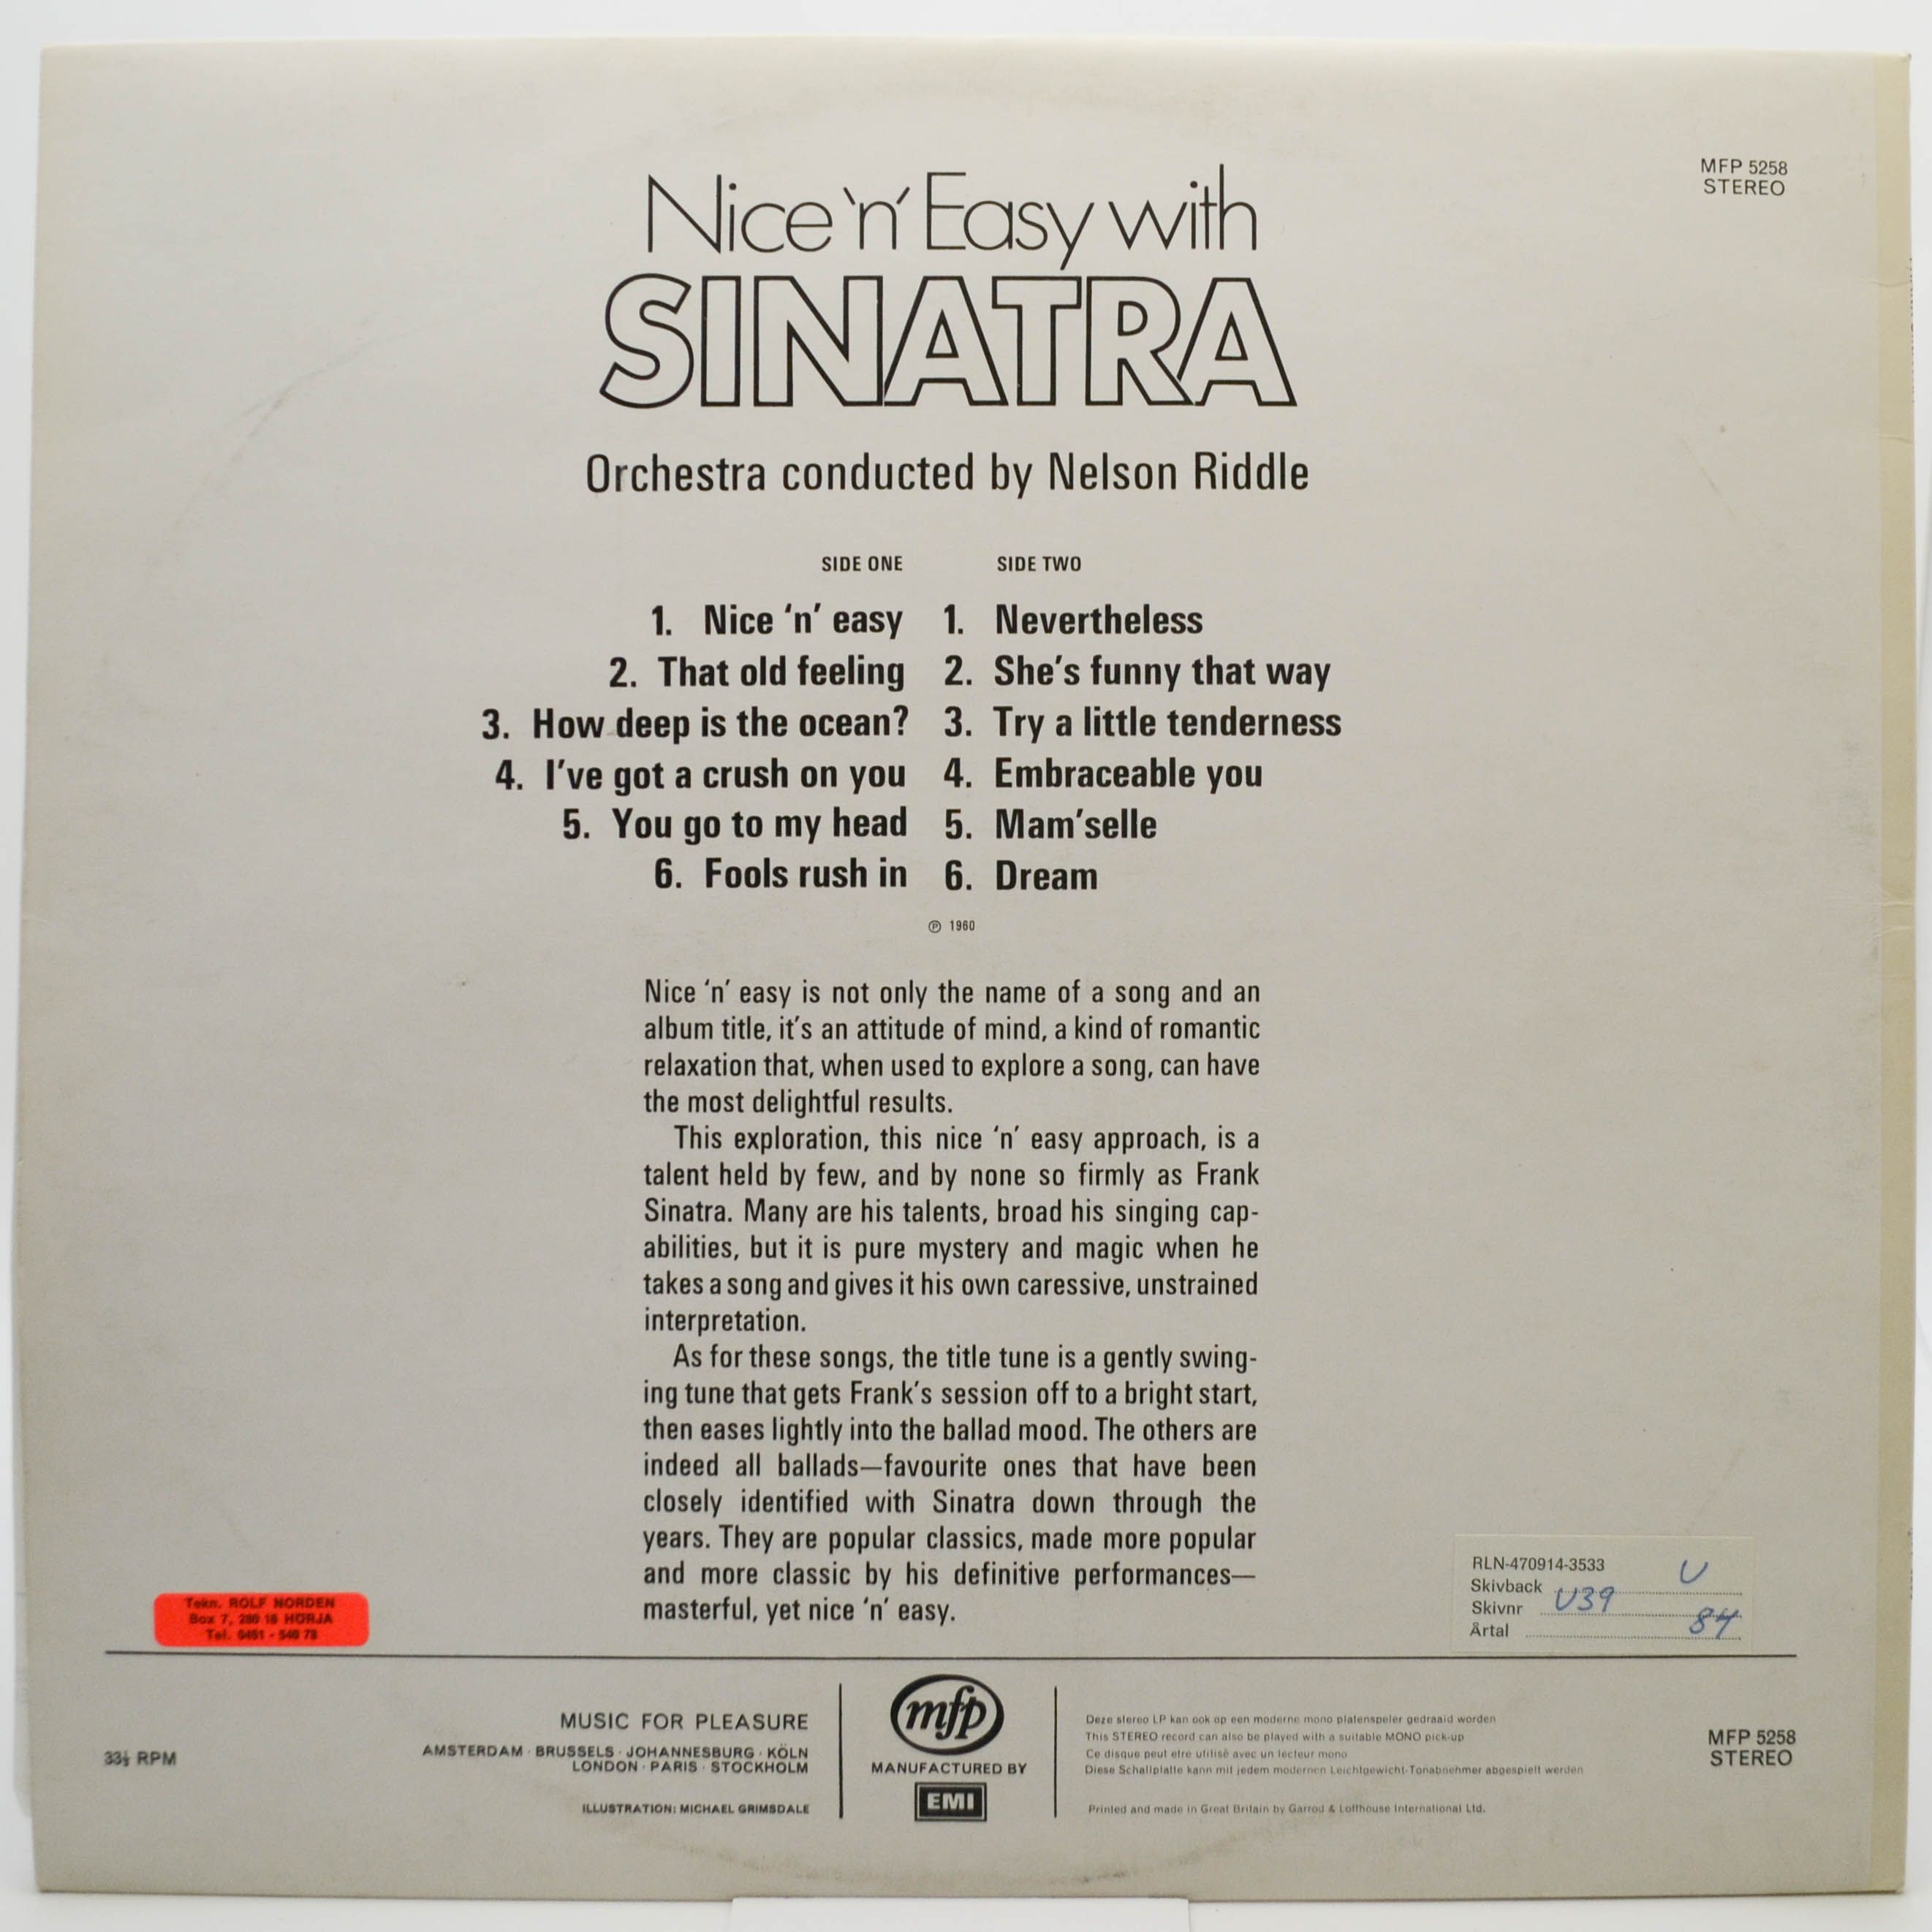 MFP 5258
STEREO
Nice 'n' Easy with
SINATRA
Orchestra conducted by Nelson Riddle
SIDE ONE
1. Nice ‘n’ easy
2. That old feeling
3. How deep is the ocean?
4. I’ve got a crush on you
5. You go to my head
6. Fools rush in
SIDE TWO
1. Nevertheless
2. She’s funny that way
3. Try a little tenderness
4. Embraceable you
5. Mam’selle
6. Dream
℗ 1960
Nice ‘n’ easy is not only the name of a song and an
album title, it’s an attitude of mind, a kind of romantic
relaxation that, when used to explore a song, can have
the most delightful results.
This exploration, this nice ‘n’ easy approach, is a
talent held by few, and by none so firmly as Frank
Sinatra. Many are his talents, broad his singing cap-
abilities, but it is pure mystery and magic when he
takes a song and gives it his own caressive, unstrained
interpretation.
As for these songs, the title tune is a gently swing-
ing tune that gets Frank’s session off to a bright start,
then eases lightly into the ballad mood. The others are
indeed all ballads—favourite ones that have been
closely identified with Sinatra down through the
years. They are popular classics, made more popular
and more classic by his definitive performances—
masterful, yet nice ‘n’ easy.
Tekn. ROLF NORDEN
Box 7, 280 18 HORJA
Tel.
RLN-470914-3533
Skivback U
Skivnr U39
Årtal 84
33⅓ RPM
MUSIC FOR PLEASURE
AMSTERDAM · BRUSSELS · JOHANNESBURG · KÖLN
LONDON · PARIS · STOCKHOLM
ILLUSTRATION: MICHAEL GRIMSDALE
mfp
MANUFACTURED BY
EMI
Deze stereo LP kan ook op een moderne mono platenspeler gedraaid worden
This STEREO record can also be played with a suitable MONO pick-up
Ce disque peut etre utilisé avec un lecteur mono
Diese Schallplatte kann mit jedem modernen Leichtgewicht-Tonabnehmer abgespielt werden
Printed and made in Great Britain by Garrod & Lofthouse International Ltd.
MFP 5258
STEREO